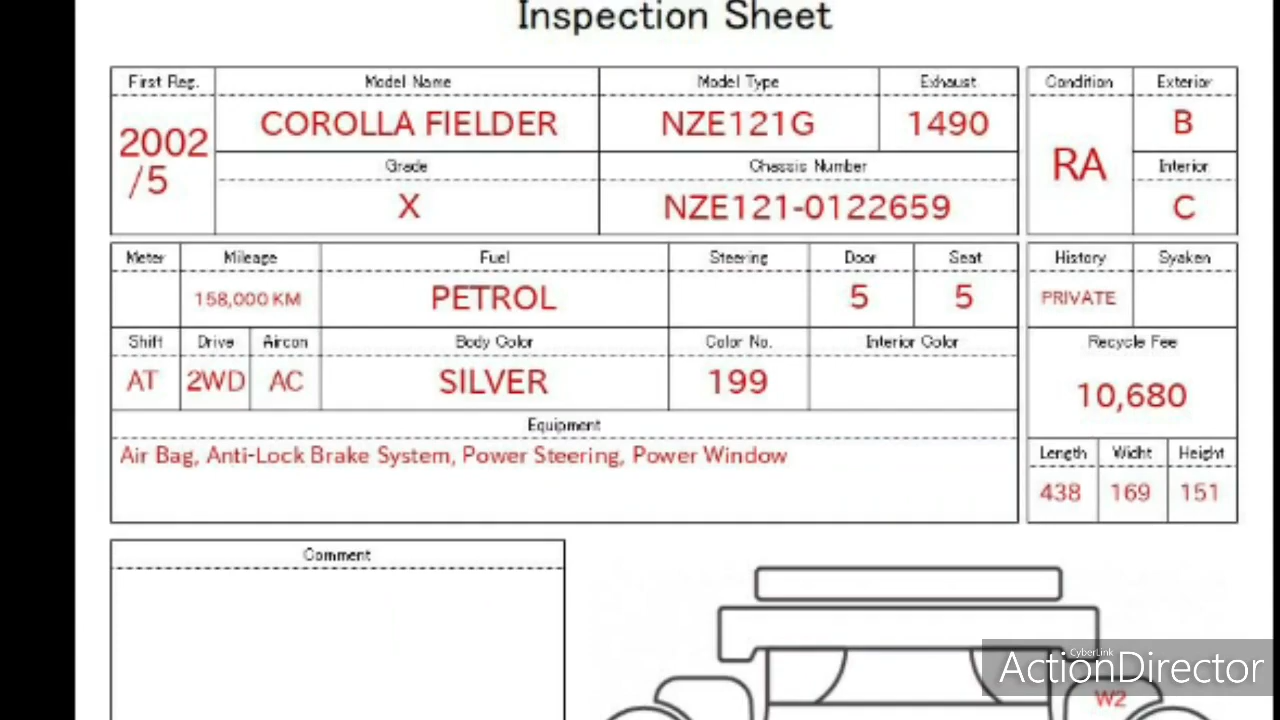 Inspection Sheet
First Reg. Model Name Model Type Exhaust Condition Exterior
2002 /5 COROLLA FIELDER NZE121G 1490 RA B
Grade Chassis Number Interior
X NZE121-0122659 C
Meter Mileage Fuel Steering Door Seat History Syaken
158,000 KM PETROL 5 5 PRIVATE
Shift Drive Aircon Body Color Color No. Interior Color Recycle Fee
AT 2WD AC SILVER 199 10,680
Equipment
Air Bag, Anti-Lock Brake System, Power Steering, Power Window
Length Widht Height
438 169 151
Comment
CyberLink
ActionDirector
W2